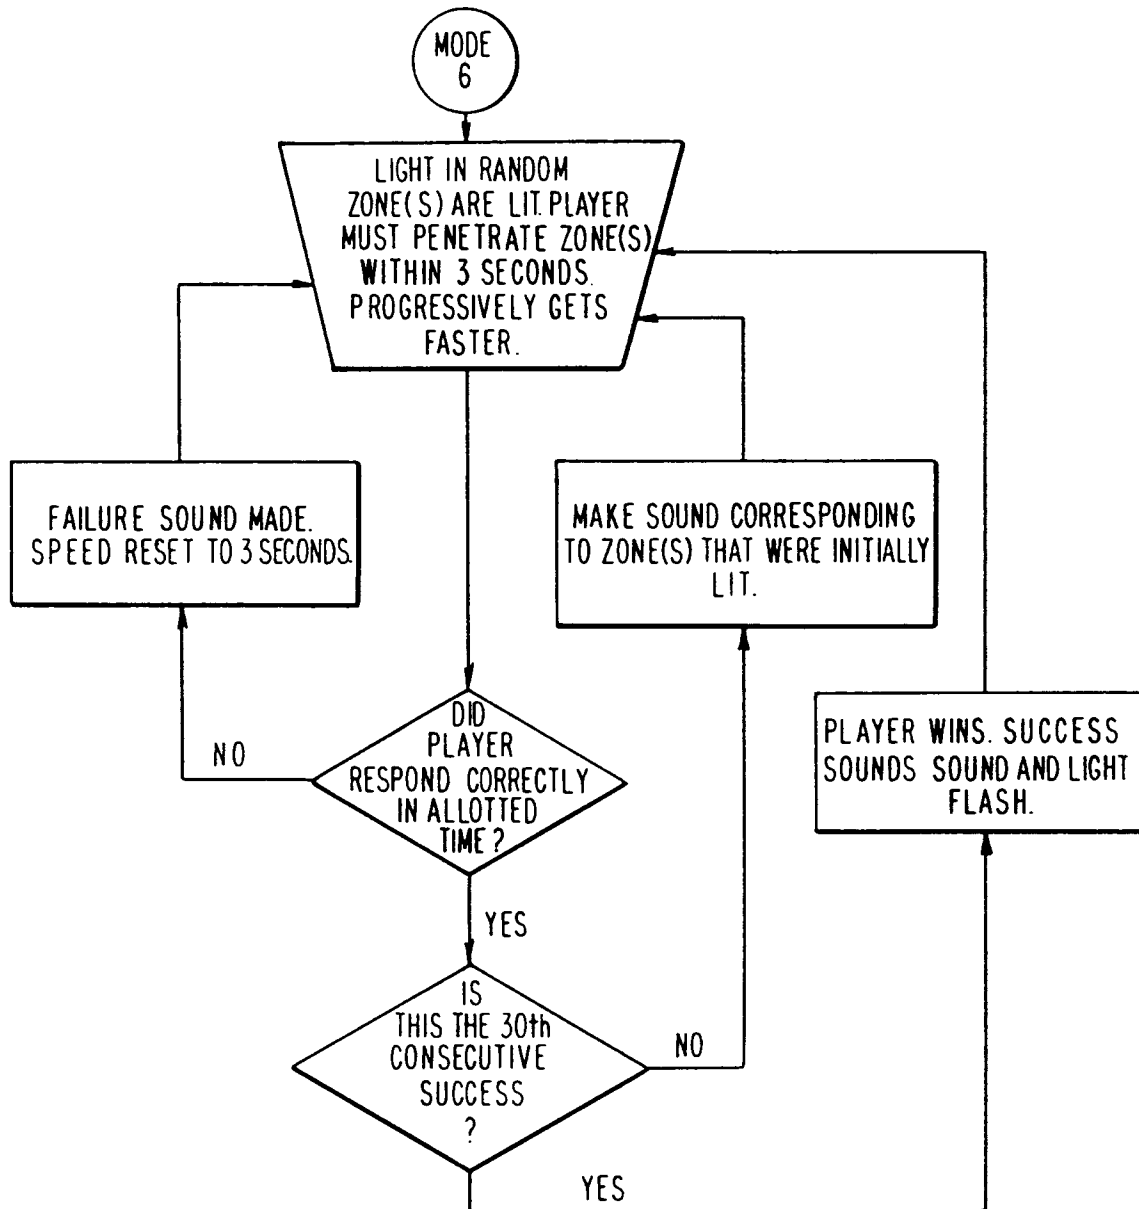 MODE
6
LIGHT IN RANDOM
ZONE(S) ARE LIT. PLAYER
MUST PENETRATE ZONE(S)
WITHIN 3 SECONDS.
PROGRESSIVELY GETS
FASTER.
FAILURE SOUND MADE.
SPEED RESET TO 3 SECONDS.
MAKE SOUND CORRESPONDING
TO ZONE(S) THAT WERE INITIALLY
LIT.
DID
PLAYER
RESPOND CORRECTLY
IN ALLOTTED
TIME?
NO
PLAYER WINS. SUCCESS
SOUNDS SOUND AND LIGHT
FLASH.
YES
IS
THIS THE 30th
CONSECUTIVE
SUCCESS
?
NO
YES